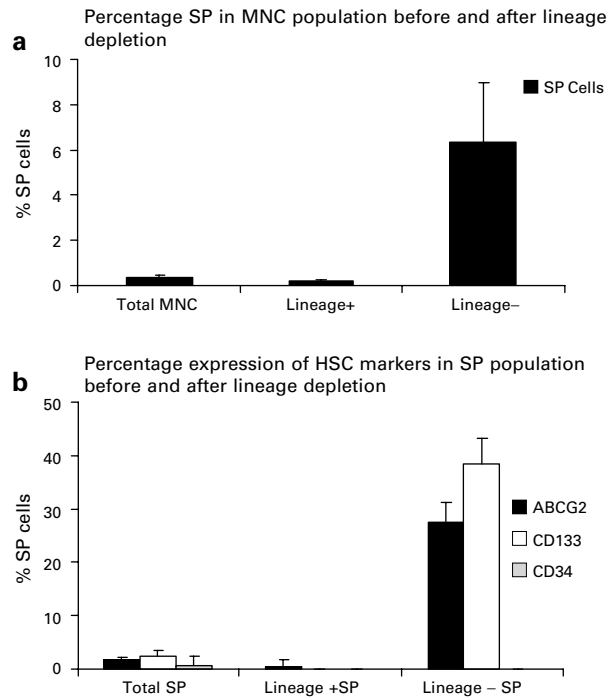 Percentage SP in MNC population before and after lineage
depletion
a
10
8
6
4
2
0
% SP cells
SP Cells
Total MNC
Lineage+
Lineage–
Percentage expression of HSC markers in SP population
before and after lineage depletion
b
50
40
30
20
10
0
% SP cells
ABCG2
CD133
CD34
Total SP
Lineage +SP
Lineage – SP